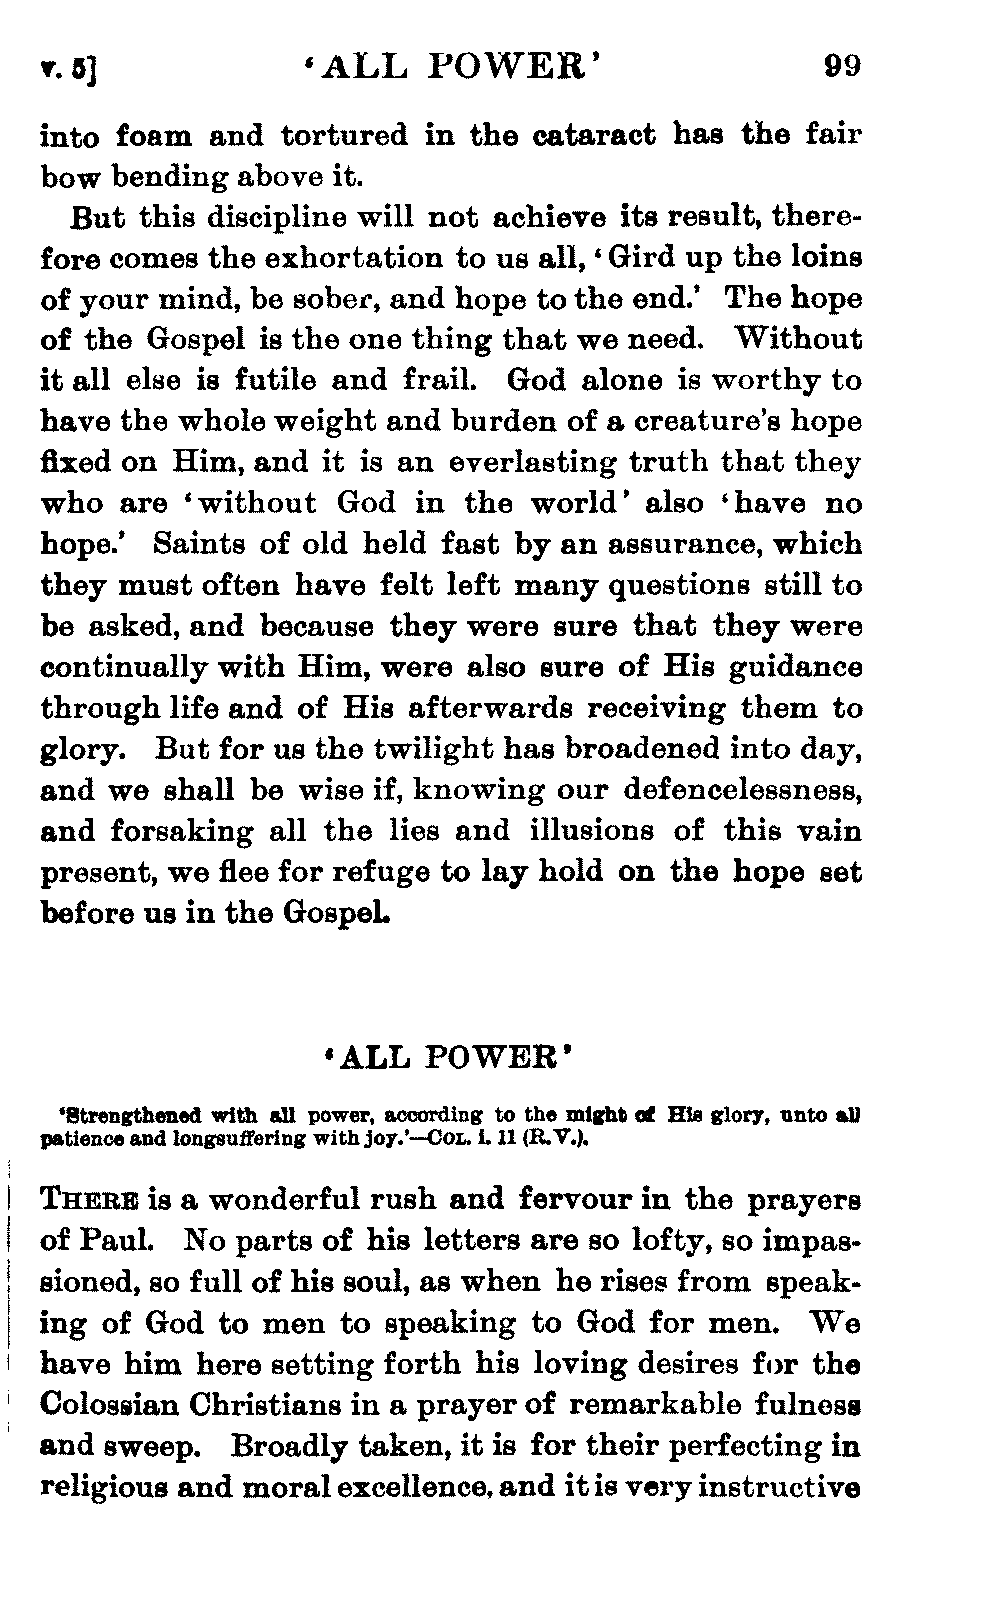 v. 5] 'ALL POWER' 99
into foam and tortured in the cataract has the fair
bow bending above it.
But this discipline will not achieve its result, there-
fore comes the exhortation to us all, 'Gird up the loins
of your mind, be sober, and hope to the end.' The hope
of the Gospel is the one thing that we need. Without
it all else is futile and frail. God alone is worthy to
have the whole weight and burden of a creature's hope
fixed on Him, and it is an everlasting truth that they
who are 'without God in the world' also 'have no
hope.' Saints of old held fast by an assurance, which
they must often have felt left many questions still to
be asked, and because they were sure that they were
continually with Him, were also sure of His guidance
through life and of His afterwards receiving them to
glory. But for us the twilight has broadened into day,
and we shall be wise if, knowing our defencelessness,
and forsaking all the lies and illusions of this vain
present, we flee for refuge to lay hold on the hope set
before us in the Gospel.
'ALL POWER'
'Strengthened with all power, according to the might of His glory, unto all
patience and longsuffering with joy.'—COL. i. 11 (R.V.).
THERE is a wonderful rush and fervour in the prayers
of Paul. No parts of his letters are so lofty, so impas-
sioned, so full of his soul, as when he rises from speak-
ing of God to men to speaking to God for men. We
have him here setting forth his loving desires for the
Colossian Christians in a prayer of remarkable fulness
and sweep. Broadly taken, it is for their perfecting in
religious and moral excellence, and it is very instructive